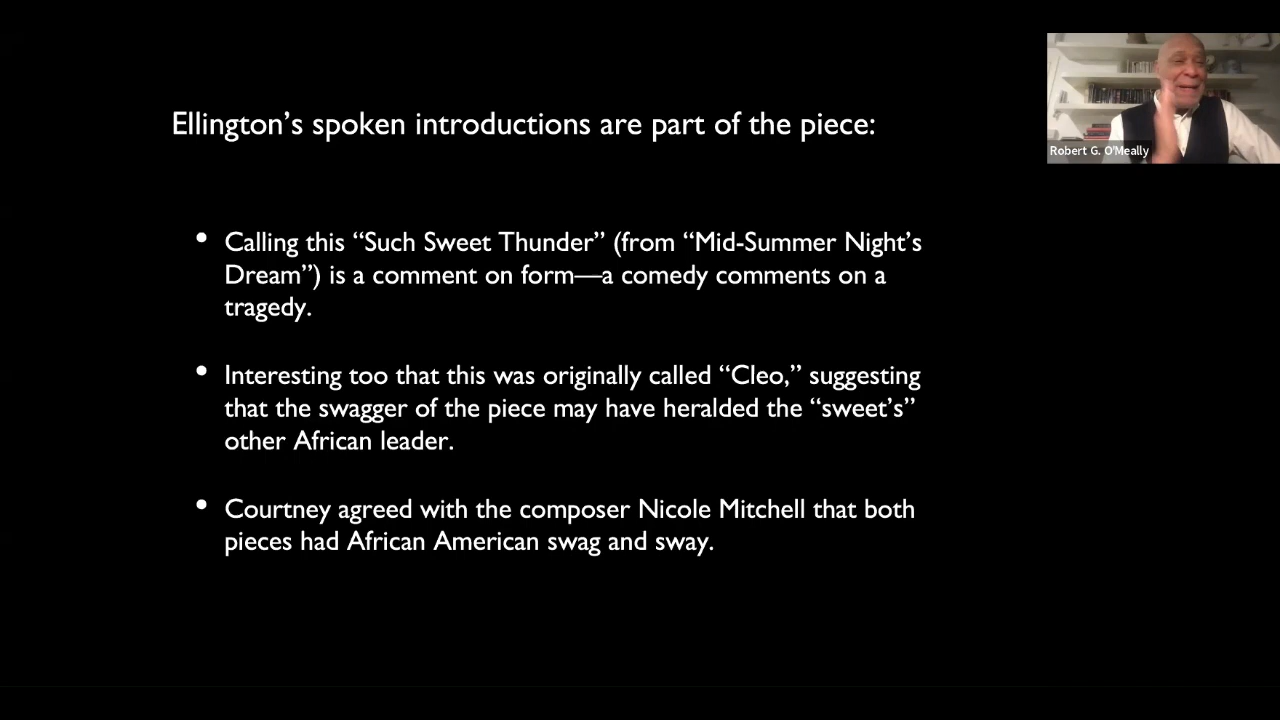 Ellington’s spoken introductions are part of the piece:
• Calling this “Such Sweet Thunder” (from “Mid-Summer Night’s
Dream”) is a comment on form—a comedy comments on a
tragedy.
• Interesting too that this was originally called “Cleo,” suggesting
that the swagger of the piece may have heralded the “sweet’s”
other African leader.
• Courtney agreed with the composer Nicole Mitchell that both
pieces had African American swag and sway.
Robert G. O'Meally